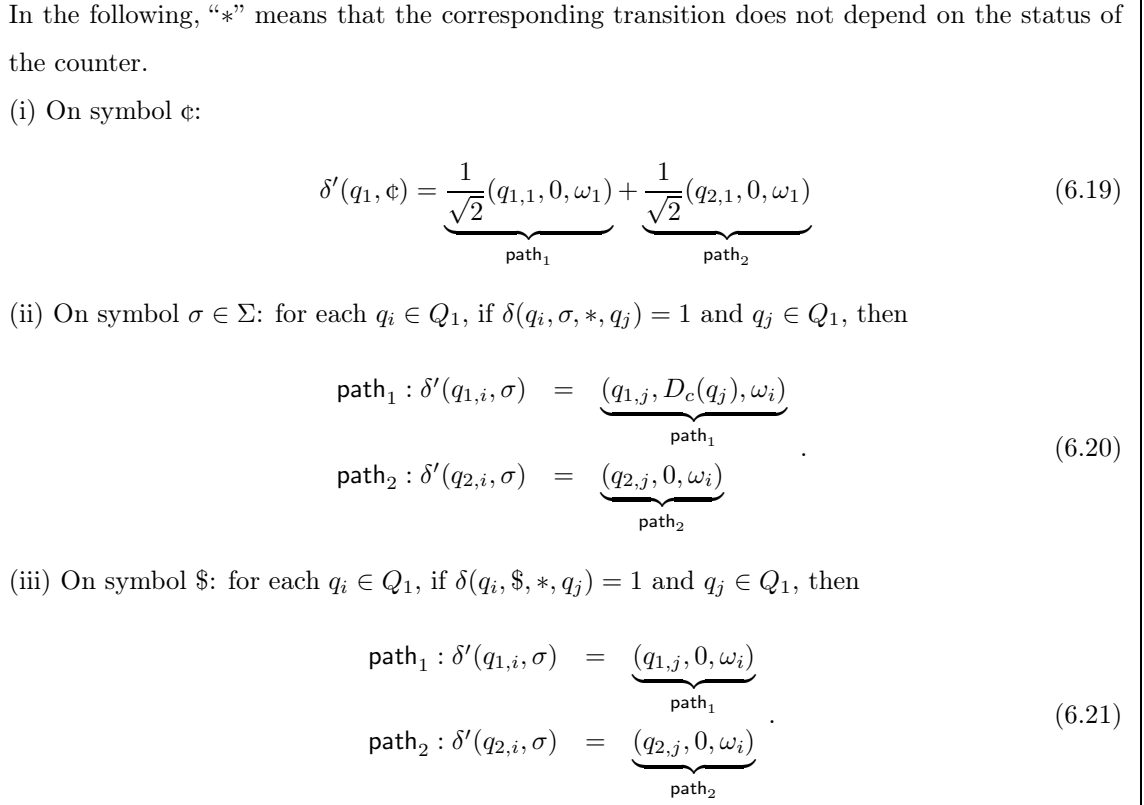 In the following, “∗” means that the corresponding transition does not depend on the status of
the counter.
(i) On symbol ¢:
δ′(q₁, ¢) = 1/√2 (q₁,₁, 0, ω₁) + 1/√2 (q₂,₁, 0, ω₁) (6.19)
path₁ path₂
(ii) On symbol σ ∈ Σ: for each qᵢ ∈ Q₁, if δ(qᵢ, σ, ∗, qⱼ) = 1 and qⱼ ∈ Q₁, then
path₁ : δ′(q₁,ᵢ, σ) = (q₁,ⱼ, D_c(qⱼ), ωᵢ)
path₁
. (6.20)
path₂ : δ′(q₂,ᵢ, σ) = (q₂,ⱼ, 0, ωᵢ)
path₂
(iii) On symbol $: for each qᵢ ∈ Q₁, if δ(qᵢ, $, ∗, qⱼ) = 1 and qⱼ ∈ Q₁, then
path₁ : δ′(q₁,ᵢ, σ) = (q₁,ⱼ, 0, ωᵢ)
path₁
. (6.21)
path₂ : δ′(q₂,ᵢ, σ) = (q₂,ⱼ, 0, ωᵢ)
path₂